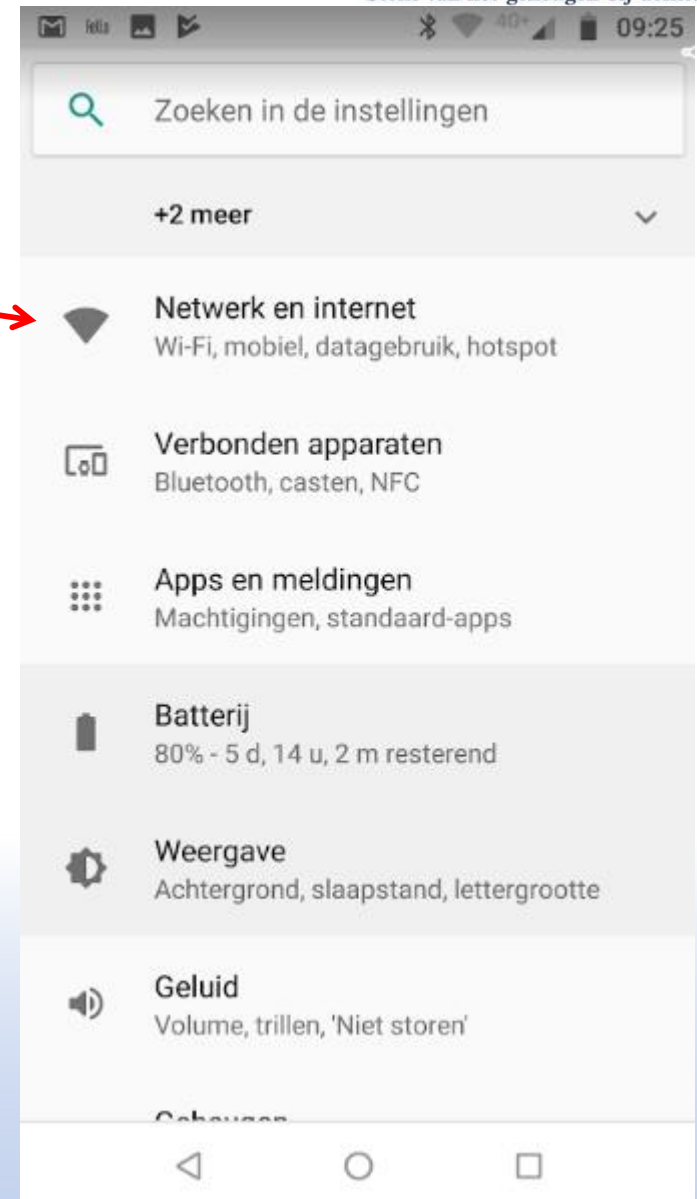 09:25
Zoeken in de instellingen
+2 meer
Netwerk en internet
Wi-Fi, mobiel, datagebruik, hotspot
Verbonden apparaten
Bluetooth, casten, NFC
Apps en meldingen
Machtigingen, standaard-apps
Batterij
80% - 5 d, 14 u, 2 m resterend
Weergave
Achtergrond, slaapstand, lettergrootte
Geluid
Volume, trillen, 'Niet storen'